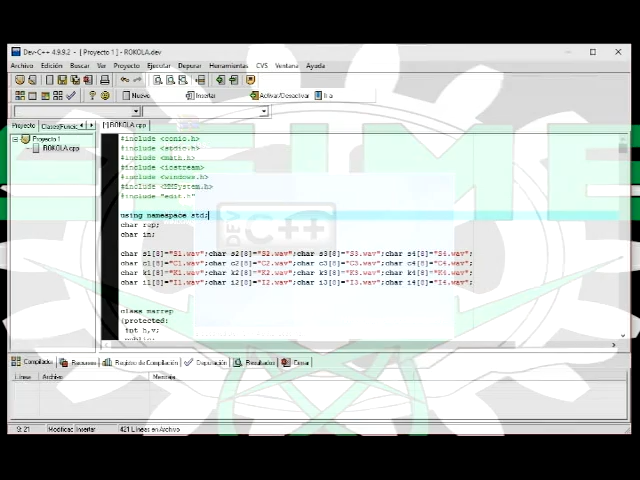 Dev-C++ 4.9.9.2 - [ Proyecto 1 ] - ROKOLA.dev
Archivo Edición Buscar Ver Proyecto Ejecutar Depurar Herramientas CVS Ventana Ayuda
Nuevo Insertar Activar/Desactivar Ir a
Proyecto Clases(Funcio [*] ROKOLA.cpp
Proyecto 1
ROKOLA.cpp
#include <conio.h>
#include <stdio.h>
#include <math.h>
#include <iostream>
#include <windows.h>
#include <MMSystem.h>
#include "edit.h"
using namespace std;
char rep;
char in;
char s1[8]="S1.wav";char s2[8]="S2.wav";char s3[8]="S3.wav";char s4[8]="S4.wav";
char c1[8]="C1.wav";char c2[8]="C2.wav";char c3[8]="C3.wav";char c4[8]="C4.wav";
char k1[8]="K1.wav";char k2[8]="K2.wav";char k3[8]="K3.wav";char k4[8]="K4.wav";
char i1[8]="I1.wav";char i2[8]="I2.wav";char i3[8]="I3.wav";char i4[8]="I4.wav";
class marrep
{protected:
int h,v;
public:
DEV
C++
ESIME
Compilador Recursos Registro de Compilación Depuración Resultados Cerrar
Línea Archivo Mensaje
9: 21 Modificado Insertar 421 Líneas en Archivo